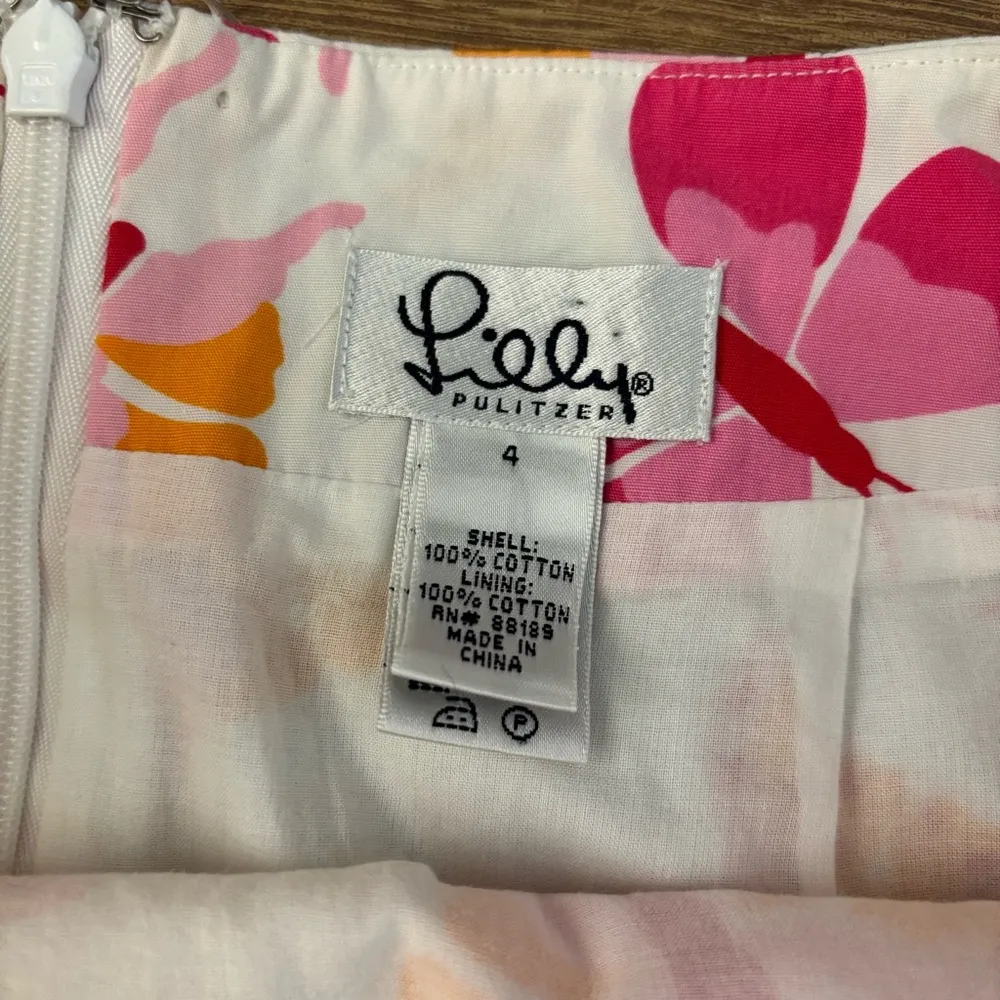 Lilly®
PULITZER
4
SHELL:
100% COTTON
LINING:
100% COTTON
RN# 88189
MADE IN
CHINA
P